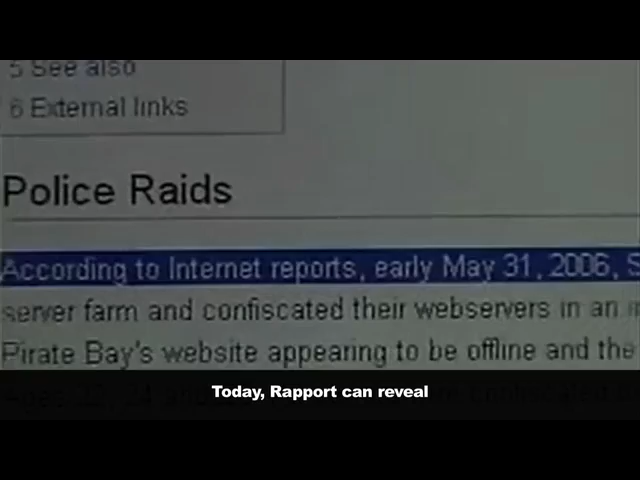 5 See also
6 External links
Police Raids
According to Internet reports, early May 31, 2006, S
server farm and confiscated their webservers in an i
Pirate Bay's website appearing to be offline and the
Today, Rapport can reveal